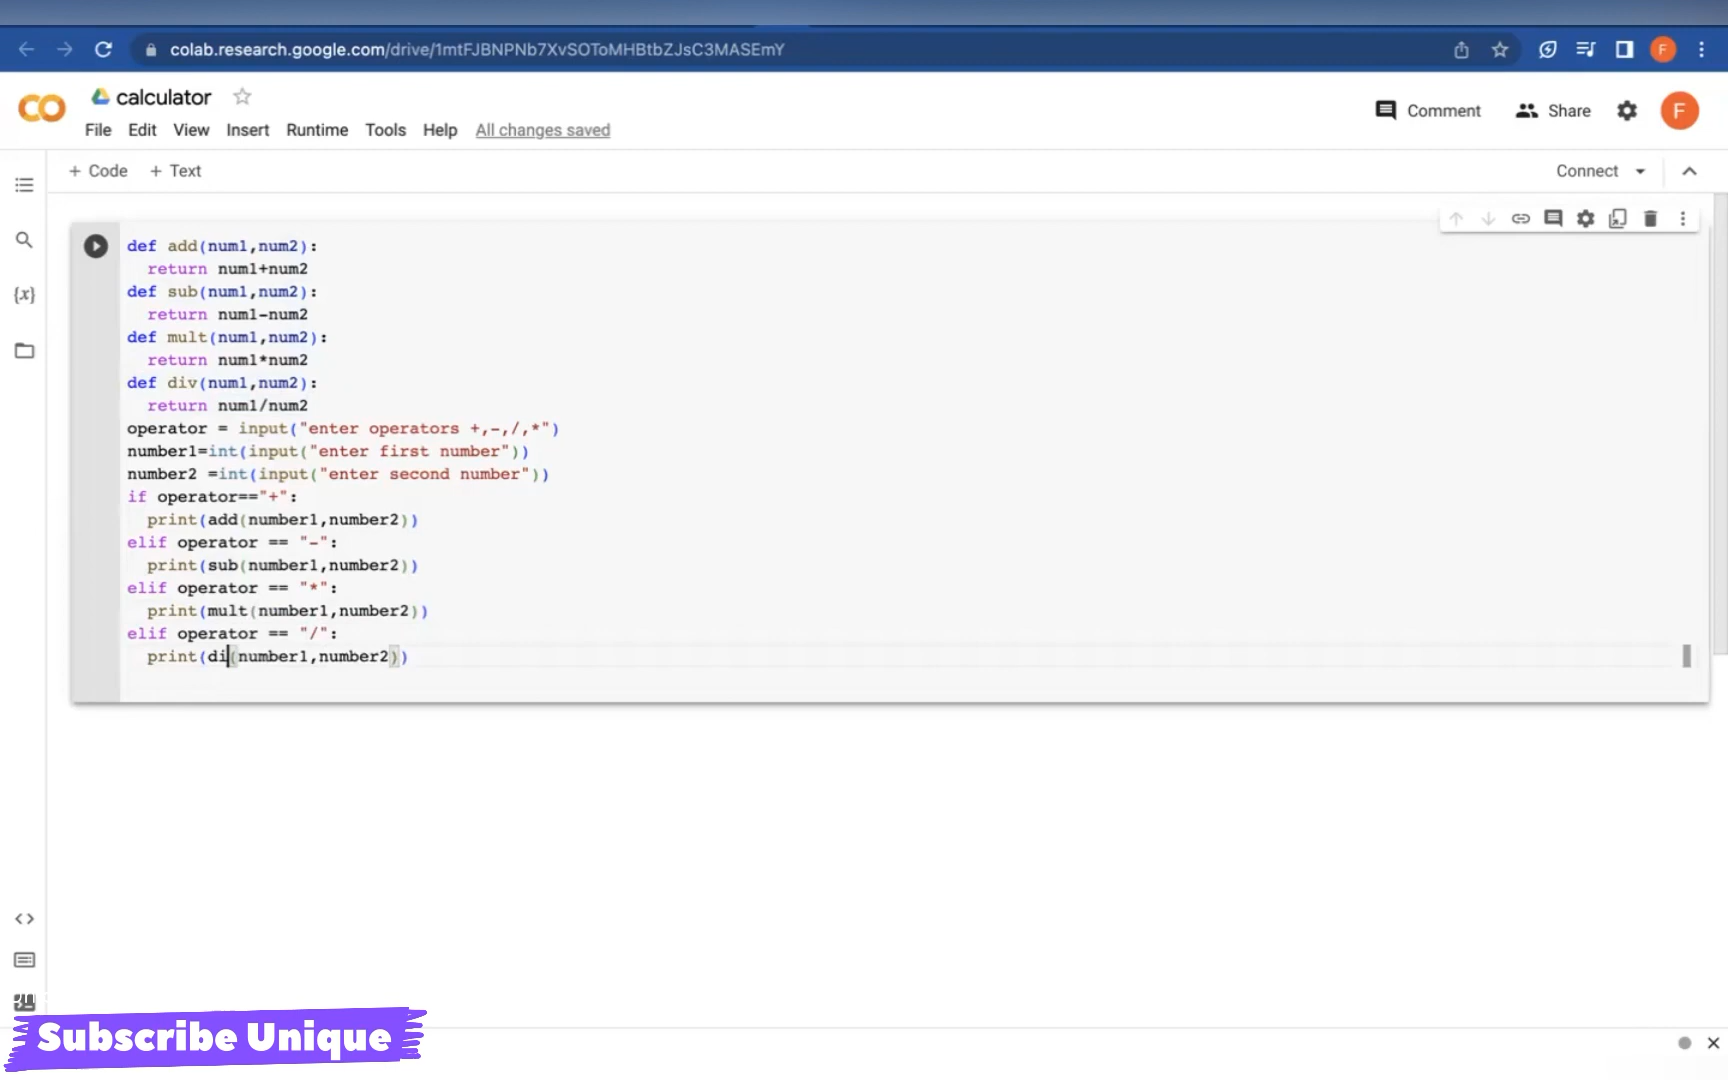 colab.research.google.com/drive/1mtFJBNPNb7XvSOToMHBtbZJsC3MASEmY
F
calculator
File Edit View Insert Runtime Tools Help All changes saved
Comment Share F
+ Code + Text
Connect
{x}
def add(num1,num2):
  return num1+num2
def sub(num1,num2):
  return num1-num2
def mult(num1,num2):
  return num1*num2
def div(num1,num2):
  return num1/num2
operator = input("enter operators +,-,/,*")
number1=int(input("enter first number"))
number2 =int(input("enter second number"))
if operator=="+":
  print(add(number1,number2))
elif operator == "-":
  print(sub(number1,number2))
elif operator == "*":
  print(mult(number1,number2))
elif operator == "/":
  print(di(number1,number2))
Subscribe Unique